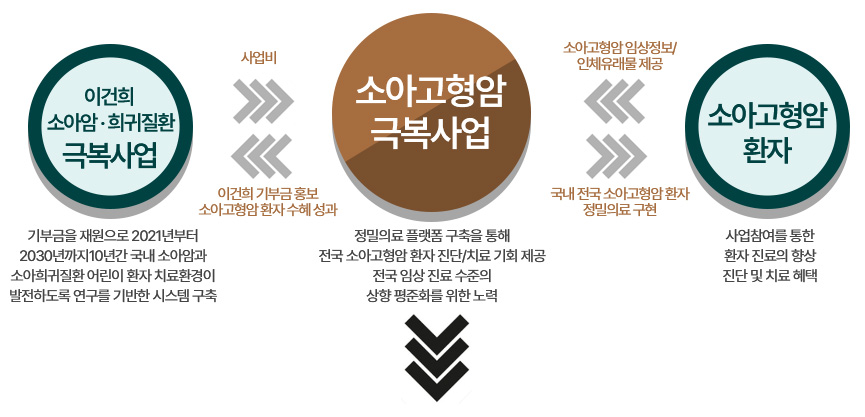 이건희
소아암·희귀질환
극복사업
사업비
이건희 기부금 홍보
소아고형암 환자 수혜 성과
소아고형암
극복사업
소아고형암 임상정보/
인체유래물 제공
국내 전국 소아고형암 환자
정밀의료 구현
소아고형암
환자
기부금을 재원으로 2021년부터
2030년까지10년간 국내 소아암과
소아희귀질환 어린이 환자 치료환경이
발전하도록 연구를 기반한 시스템 구축
정밀의료 플랫폼 구축을 통해
전국 소아고형암 환자 진단/치료 기회 제공
전국 임상 진료 수준의
상향 평준화를 위한 노력
사업참여를 통한
환자 진료의 향상
진단 및 치료 혜택